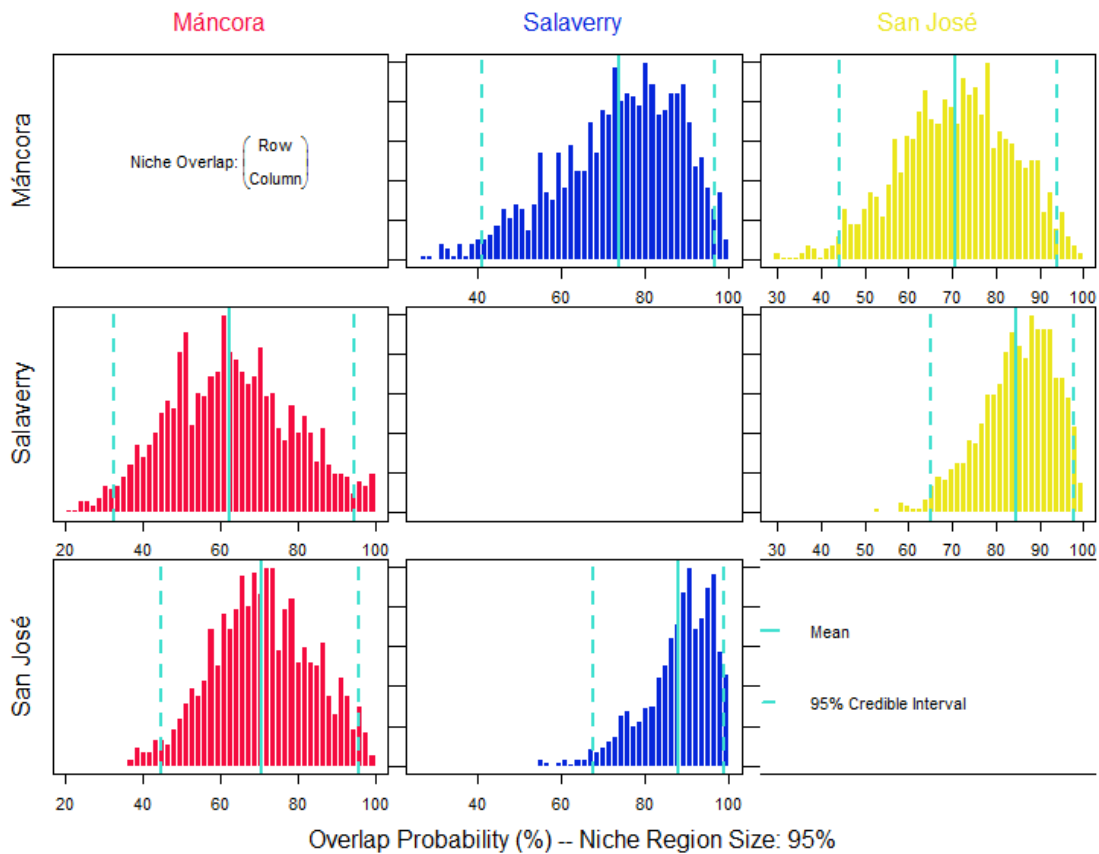 Máncora Salaverry San José
Máncora
Niche Overlap: Row
Column
40 60 80 100
30 40 50 60 70 80 90 100
Salaverry
20 40 60 80 100
30 40 50 60 70 80 90 100
San José
Mean
95% Credible Interval
20 40 60 80 100
40 60 80 100
Overlap Probability (%) -- Niche Region Size: 95%